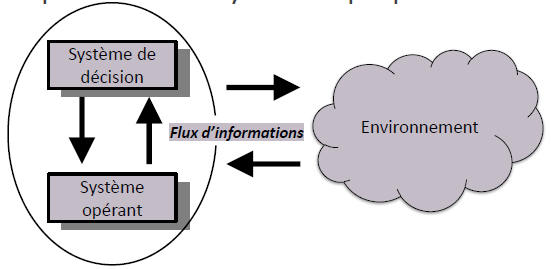 Système de
décision
Flux d'informations
Environnement
Système
opérant